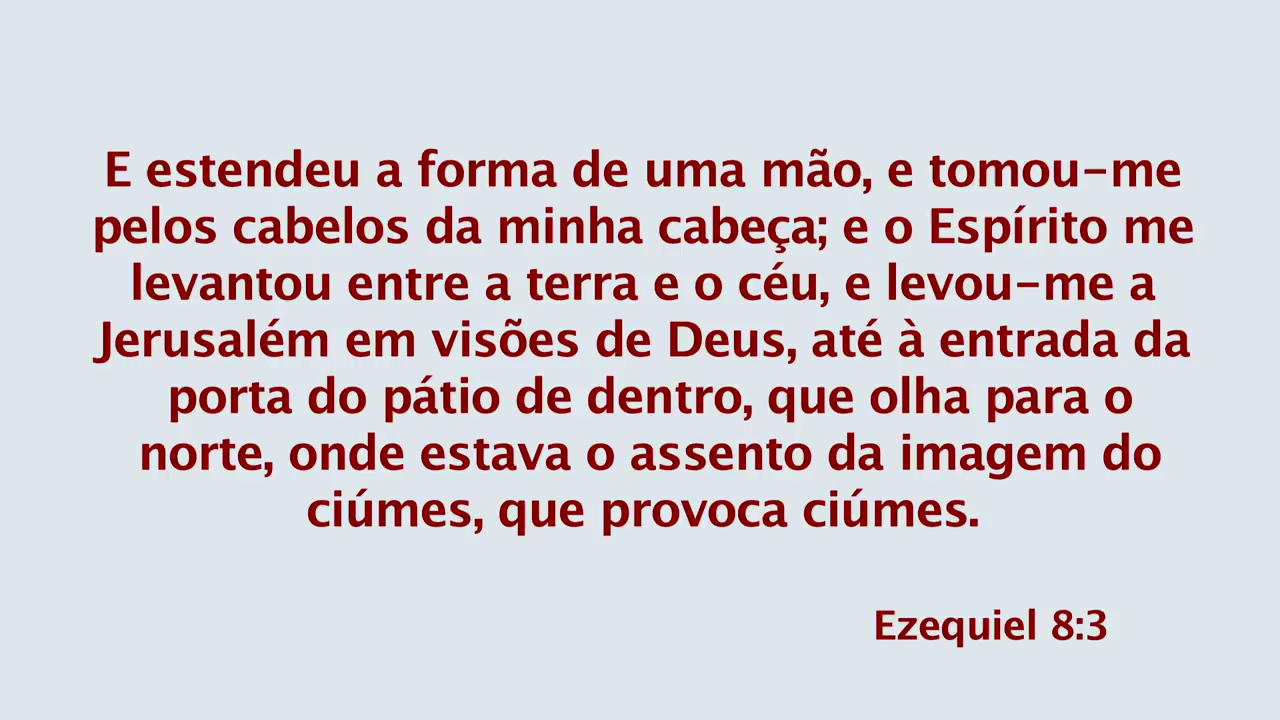 E estendeu a forma de uma mão, e tomou-me
pelos cabelos da minha cabeça; e o Espírito me
levantou entre a terra e o céu, e levou-me a
Jerusalém em visões de Deus, até à entrada da
porta do pátio de dentro, que olha para o
norte, onde estava o assento da imagem do
ciúmes, que provoca ciúmes.
Ezequiel 8:3